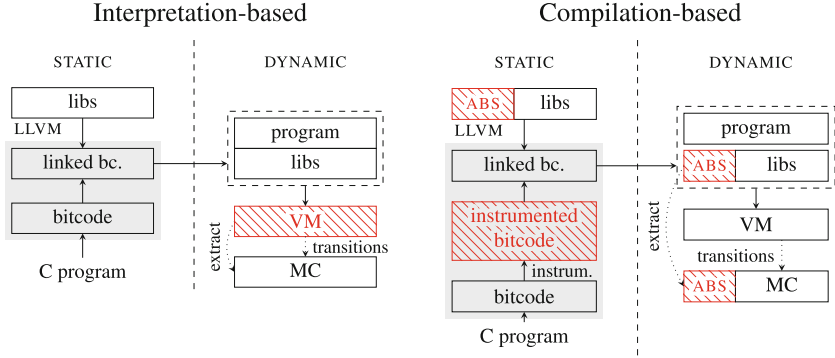 Interpretation-based
STATIC
DYNAMIC
libs
LLVM
linked bc.
bitcode
C program
program
libs
VM
extract
transitions
MC
Compilation-based
STATIC
DYNAMIC
ABS
libs
LLVM
linked bc.
instrumented
bitcode
instrum.
bitcode
C program
program
ABS
libs
VM
extract
transitions
ABS
MC